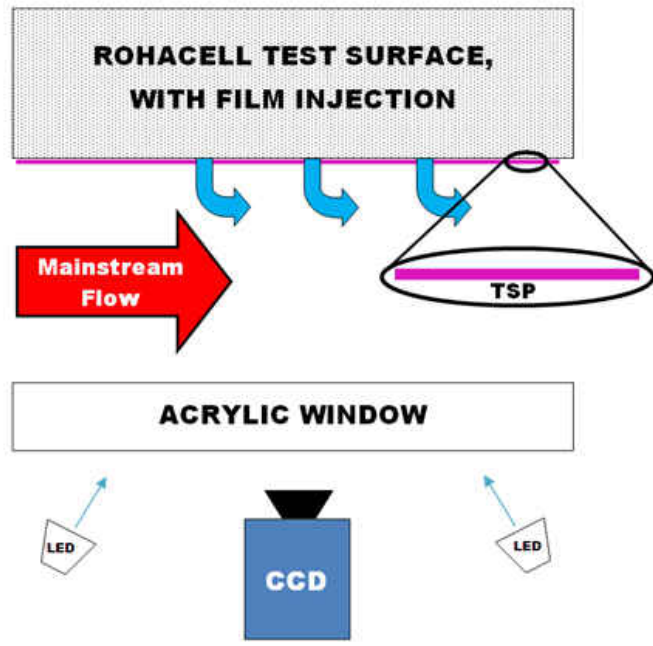 ROHACELL TEST SURFACE,
WITH FILM INJECTION
Mainstream
Flow
TSP
ACRYLIC WINDOW
LED
LED
CCD